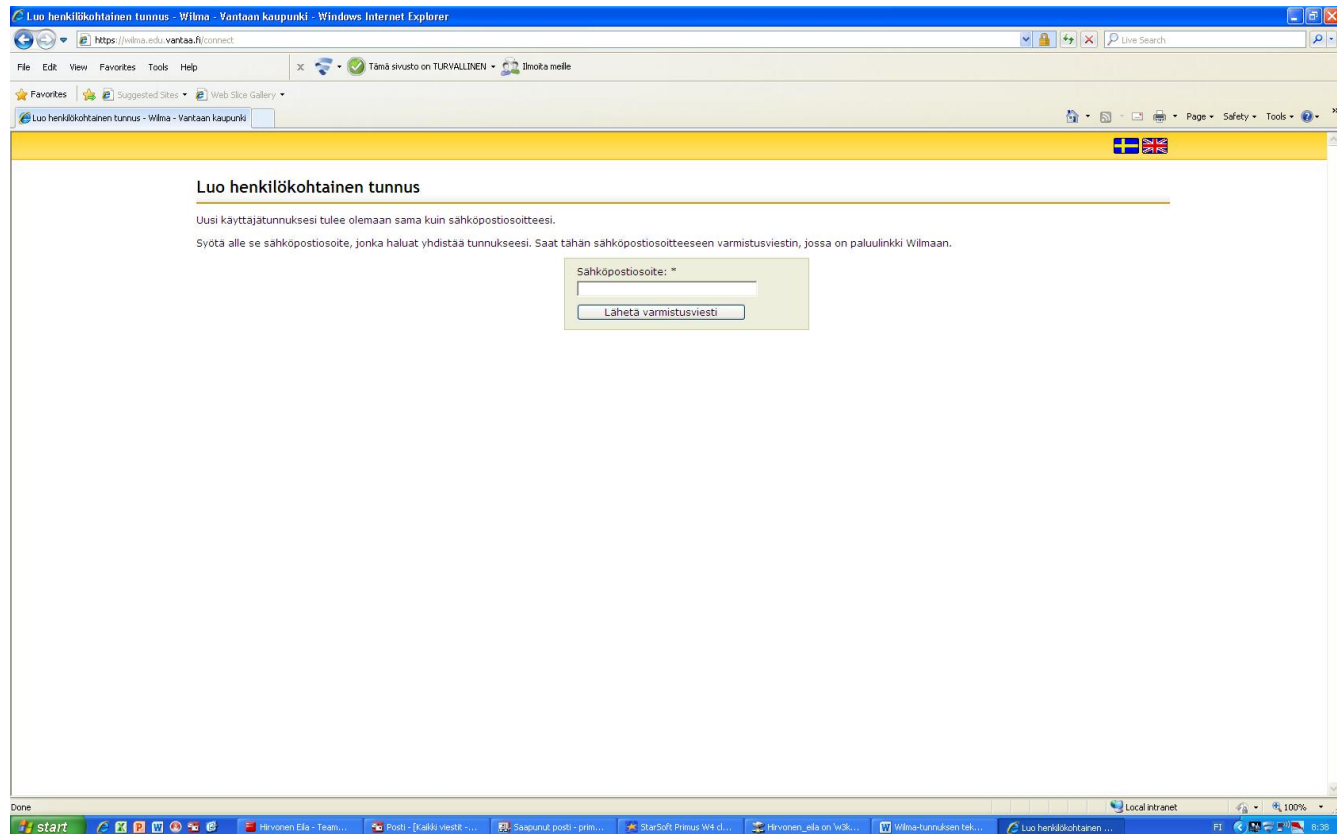 Luo henkilökohtainen tunnus - Wilma - Vantaan kaupunki - Windows Internet Explorer
https://wilma.edu.vantaa.fi/connect
Live Search
File Edit View Favorites Tools Help
x Tämä sivusto on TURVALLINEN Ilmoita meille
Favorites Suggested Sites Web Slice Gallery
Luo henkilökohtainen tunnus - Wilma - Vantaan kaupunki
Page Safety Tools
Luo henkilökohtainen tunnus
Uusi käyttäjätunnuksesi tulee olemaan sama kuin sähköpostiosoitteesi.
Syötä alle se sähköpostiosoite, jonka haluat yhdistää tunnukseesi. Saat tähän sähköpostiosoitteeseen varmistusviestin, jossa on paluulinkki Wilmaan.
Sähköpostiosoite: *
Lähetä varmistusviesti
Done Local intranet 100%
start Hirvonen Eila - Team... Posti - [Kaikki viestit -... Saapunut posti - prim... StarSoft Primus W4 cl... Hirvonen_eila on 'w3k... Wilma-tunnuksen tek... Luo henkilökohtainen ... FI 8:38